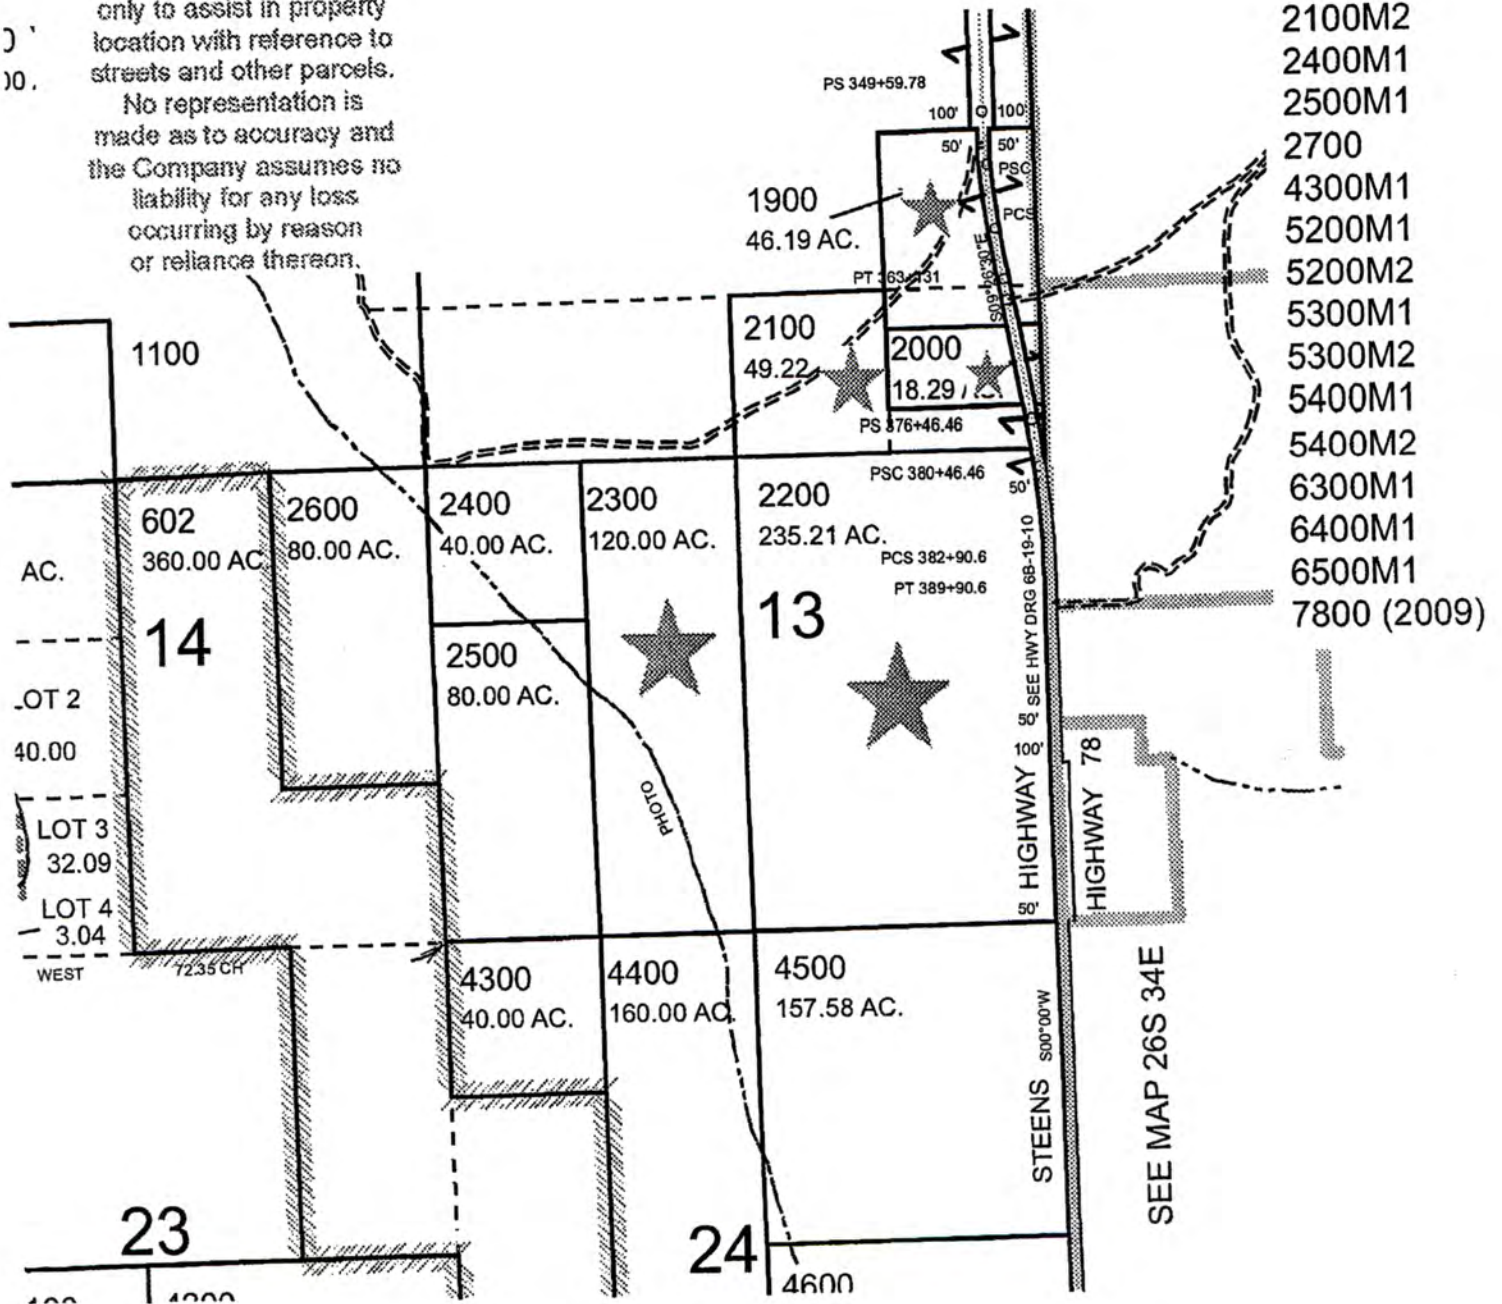 only to assist in property
location with reference to
streets and other parcels.
No representation is
made as to accuracy and
the Company assumes no
liability for any loss
occurring by reason
or reliance thereon.
2100M2
2400M1
2500M1
2700
4300M1
5200M1
5200M2
5300M1
5300M2
5400M1
5400M2
6300M1
6400M1
6500M1
7800 (2009)
PS 349+59.78
100' 100'
50' 50'
PSC
PCS
1900
46.19 AC.
S09°46'30"E
1100
2100
49.22
2000
18.29
PS 376+46.46
PSC 380+46.46
50'
602
360.00 AC
2600
80.00 AC.
2400
40.00 AC.
2300
120.00 AC.
2200
235.21 AC.
PCS 382+90.6
PT 389+90.6
SEE HWY DRG 6B-19-10
AC.
14
13
2500
80.00 AC.
LOT 2
40.00
50'
100'
HIGHWAY
HIGHWAY 78
PHOTO
LOT 3
32.09
LOT 4
3.04
50'
WEST
72.35 CH
4300
40.00 AC.
4400
160.00 AC.
4500
157.58 AC.
STEENS S00°00'W
SEE MAP 26S 34E
23
24
4600